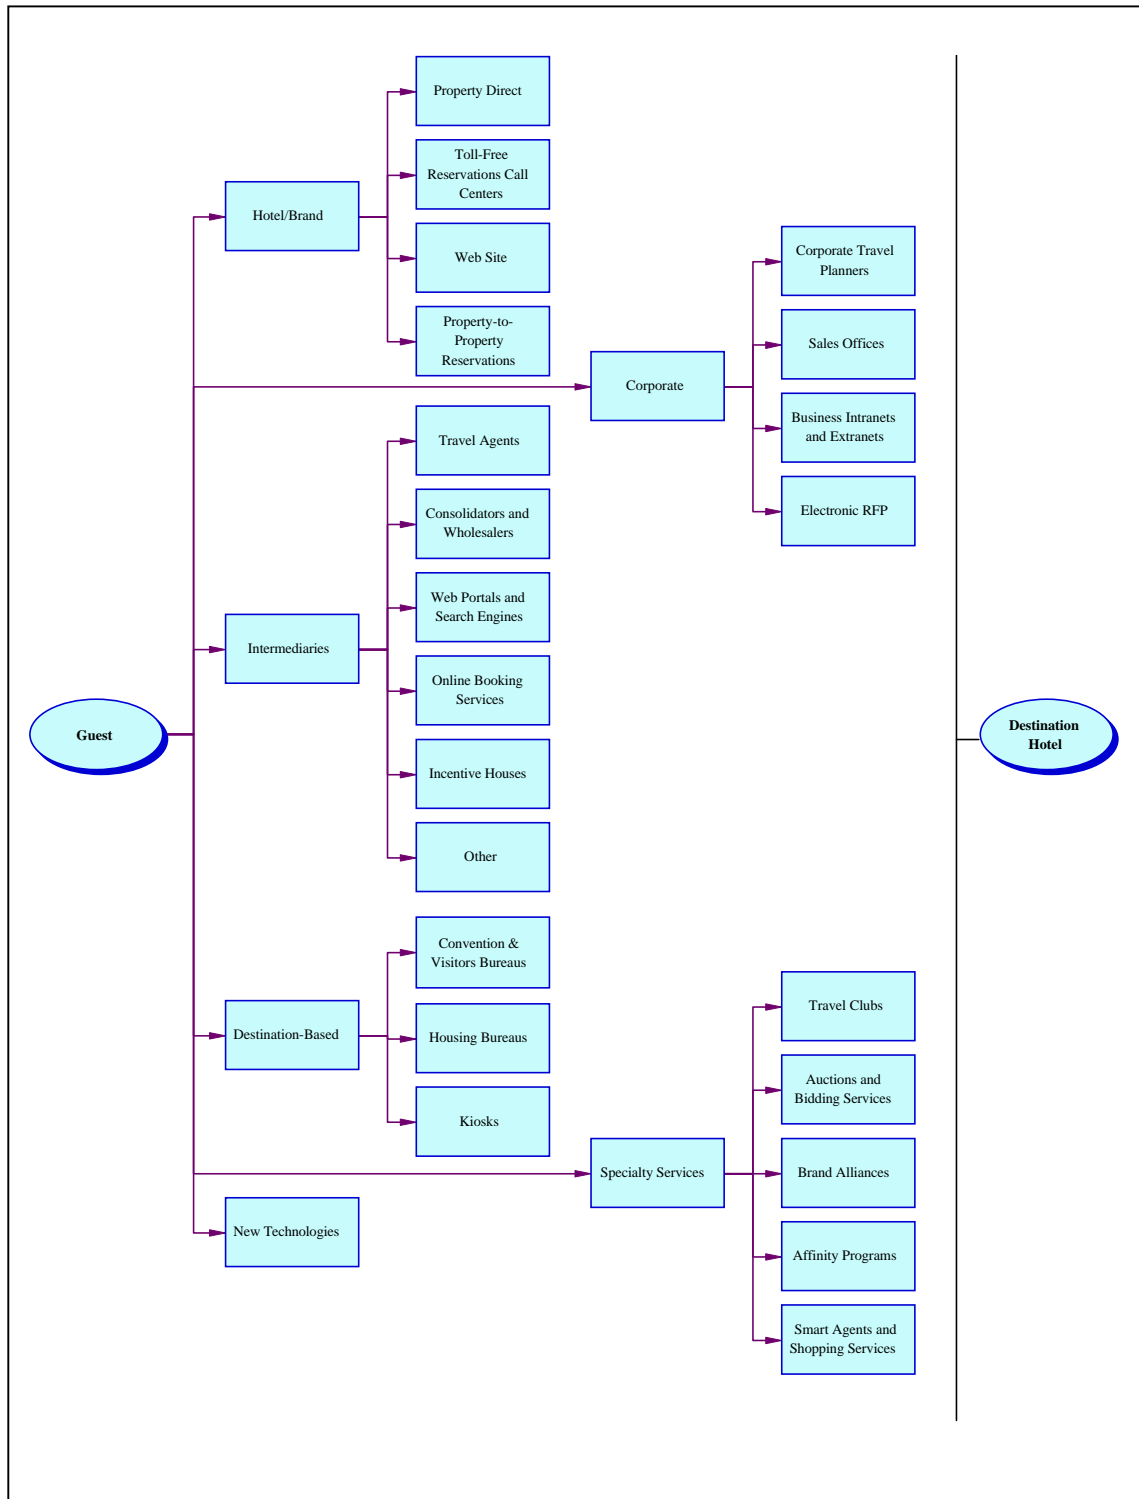 Property Direct
Toll-Free
Reservations Call
Centers
Hotel/Brand
Web Site
Property-to-
Property
Reservations
Corporate Travel
Planners
Sales Offices
Corporate
Business Intranets
and Extranets
Electronic RFP
Travel Agents
Consolidators and
Wholesalers
Web Portals and
Search Engines
Intermediaries
Online Booking
Services
Incentive Houses
Other
Guest
Destination
Hotel
Convention &
Visitors Bureaus
Destination-Based
Housing Bureaus
Kiosks
Travel Clubs
Auctions and
Bidding Services
Specialty Services
Brand Alliances
Affinity Programs
Smart Agents and
Shopping Services
New Technologies